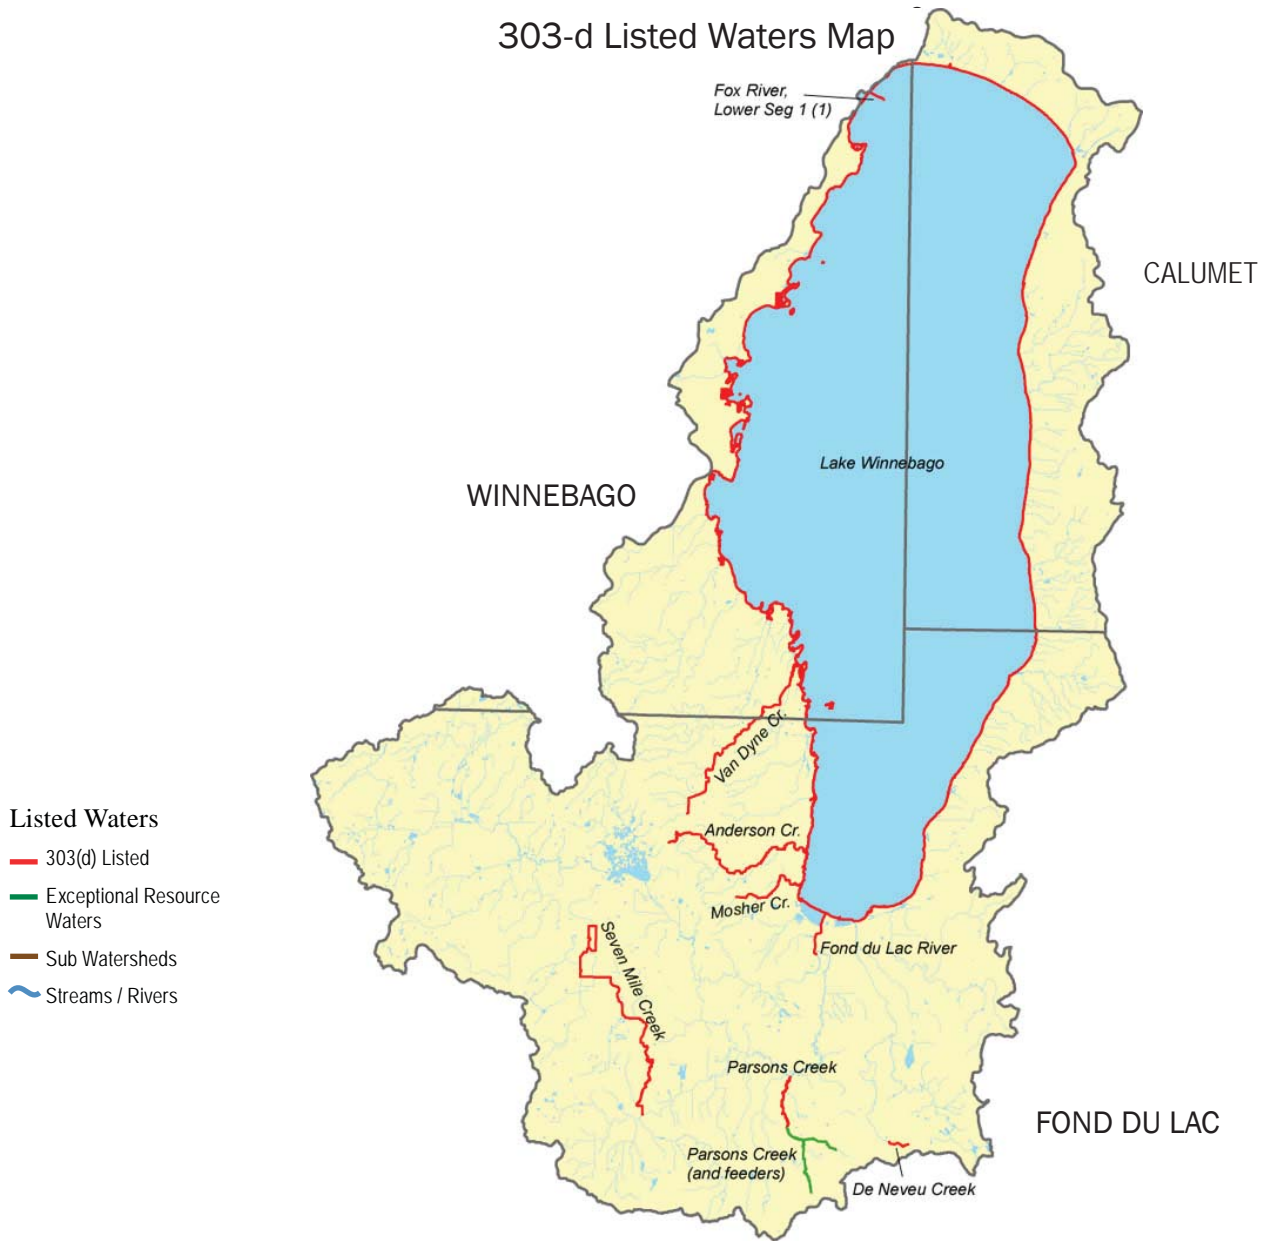 303-d Listed Waters Map
Fox River,
Lower Seg 1 (1)
CALUMET
Lake Winnebago
WINNEBAGO
Van Dyne Cr.
Anderson Cr.
Mosher Cr.
Fond du Lac River
Seven Mile Creek
Parsons Creek
Parsons Creek
(and feeders)
De Neveu Creek
FOND DU LAC
Listed Waters
303(d) Listed
Exceptional Resource
Waters
Sub Watersheds
Streams / Rivers